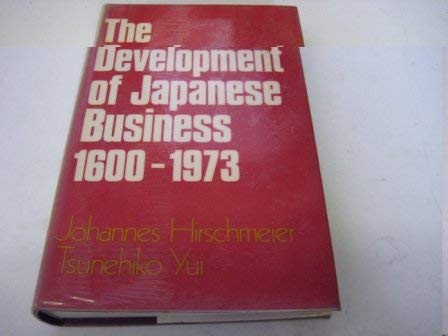 The
Development
of Japanese
Business
1600-1973
Johannes Hirschmeier
Tsunehiko Yui